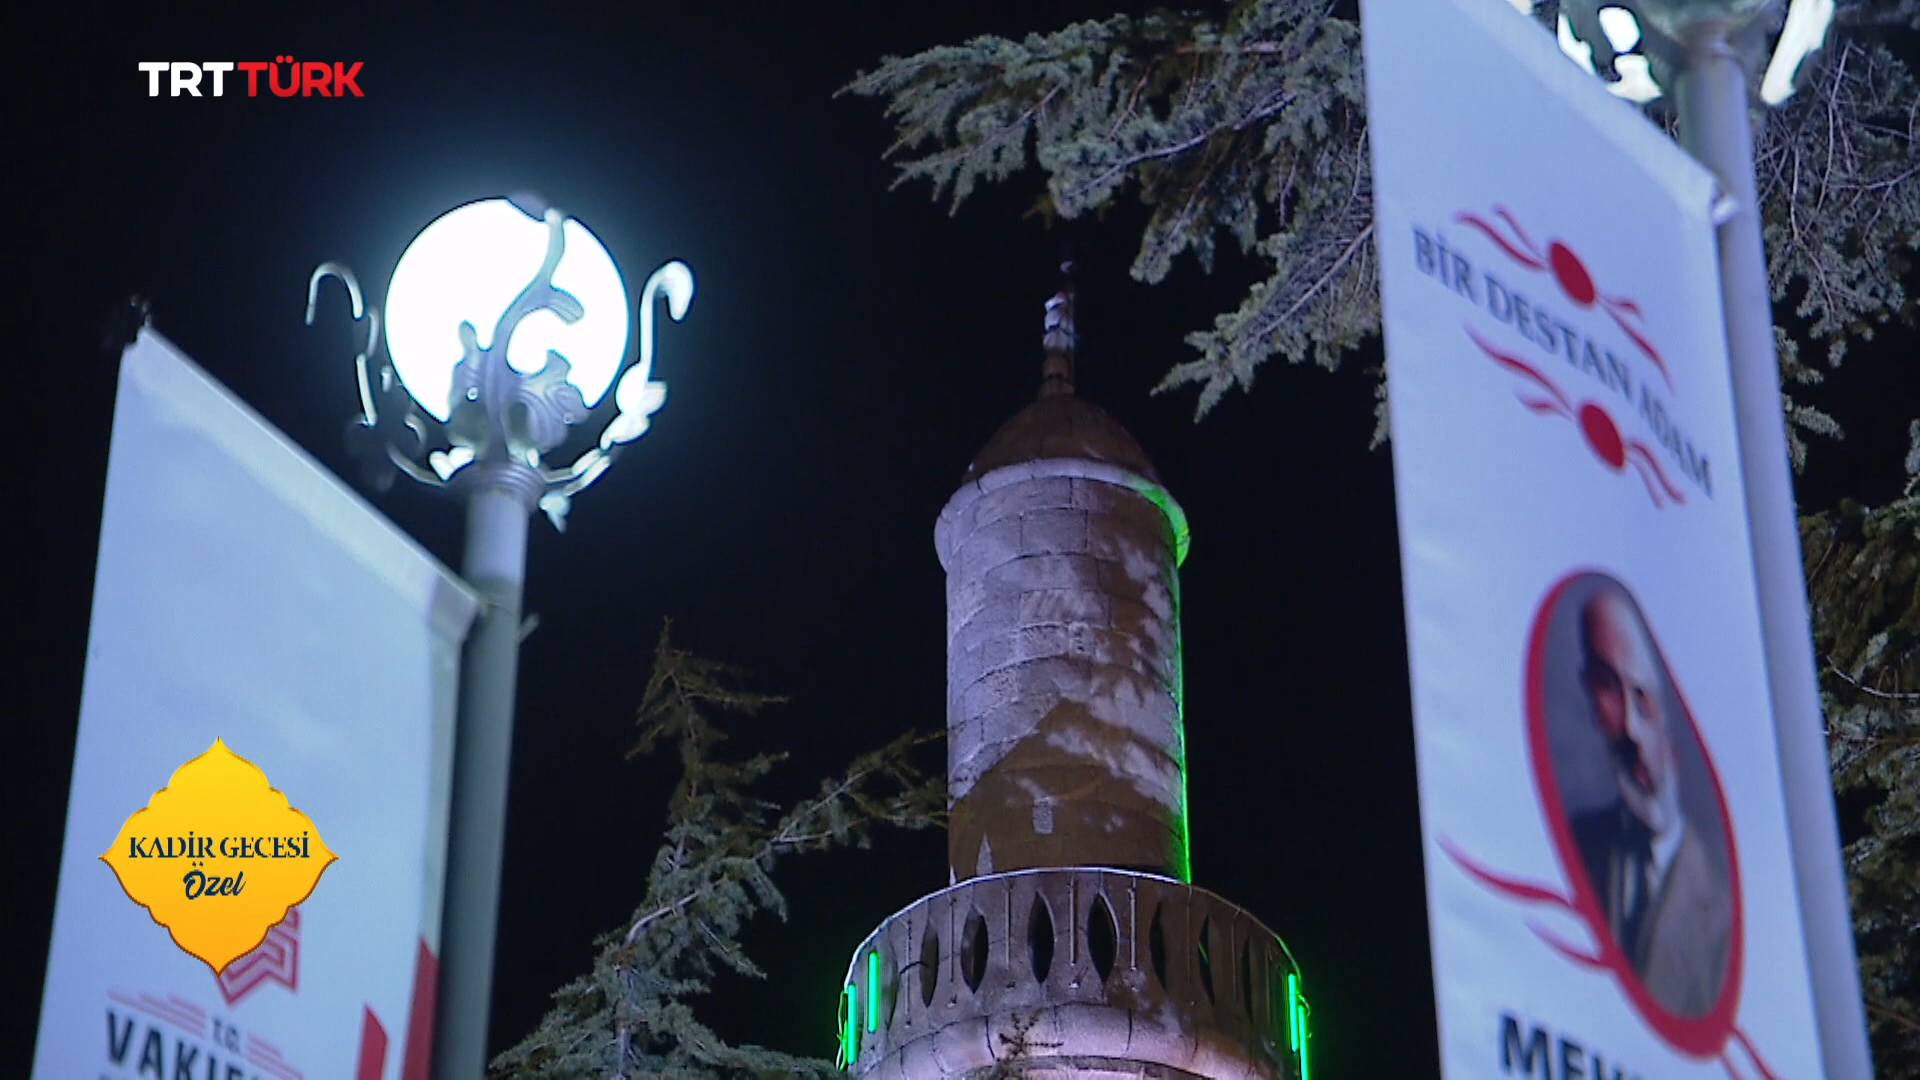 TRT TÜRK
BİR DESTAN ADAM
KADİR GECESİ
Özel
T.C.